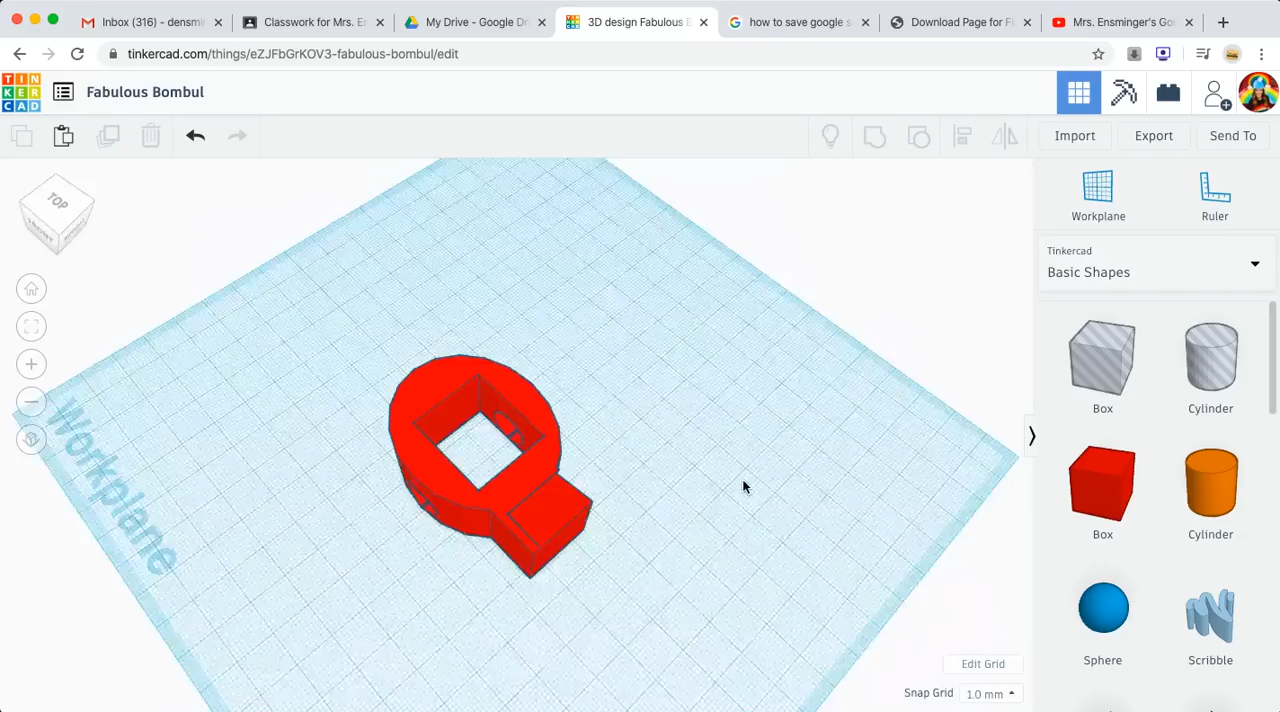 Inbox (316) - densmi
Classwork for Mrs. E
My Drive - Google Dr
3D design Fabulous B
how to save google s
Download Page for Fi
Mrs. Ensminger's Go
tinkercad.com/things/eZJFbGrKOV3-fabulous-bombul/edit
TIN
KER
CAD
Fabulous Bombul
Import
Export
Send To
TOP
FRONT
Workplane
Ruler
Tinkercad
Basic Shapes
Box
Cylinder
Box
Cylinder
Sphere
Scribble
Workplane
Edit Grid
Snap Grid
1.0 mm